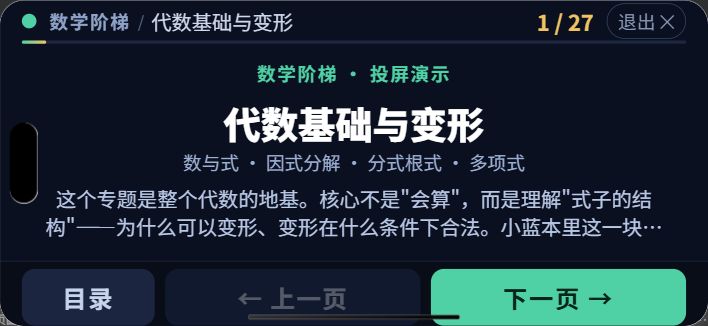 数学阶梯 / 代数基础与变形
1 / 27
退出 ×
数学阶梯 · 投屏演示
代数基础与变形
数与式 · 因式分解 · 分式根式 · 多项式
这个专题是整个代数的地基。核心不是"会算"，而是理解"式子的结
构"——为什么可以变形、变形在什么条件下合法。小蓝本里这一块…
目录
← 上一页
下一页 →